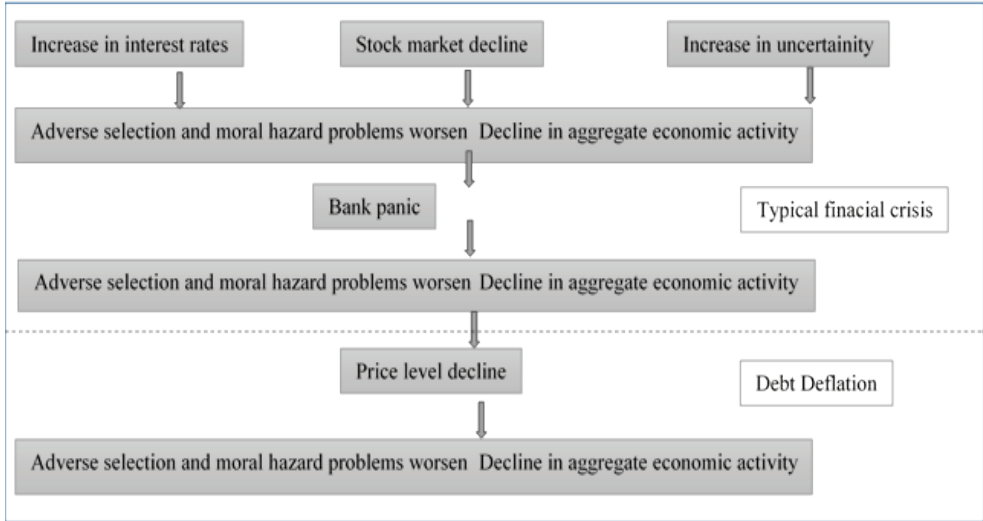 Increase in interest rates
Stock market decline
Increase in uncertainity
Adverse selection and moral hazard problems worsen Decline in aggregate economic activity
Bank panic
Typical finacial crisis
Adverse selection and moral hazard problems worsen Decline in aggregate economic activity
Price level decline
Debt Deflation
Adverse selection and moral hazard problems worsen Decline in aggregate economic activity